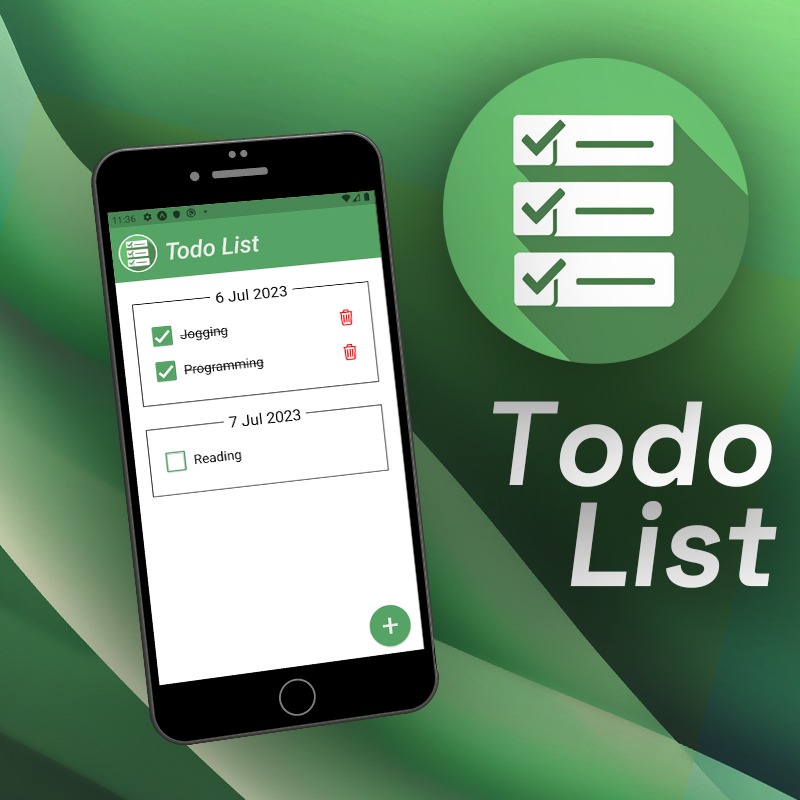 11:36
Todo List
6 Jul 2023
Jogging
Programming
7 Jul 2023
Reading
+
Todo
List